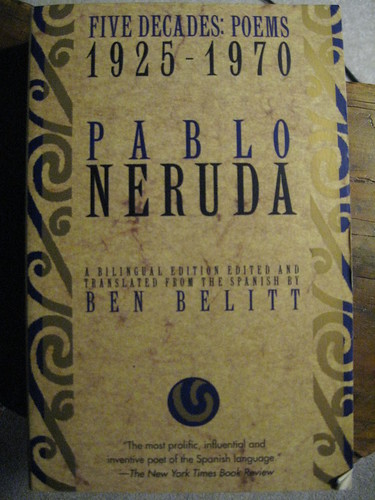 FIVE DECADES: POEMS
1925-1970
PABLO
NERUDA
A BILINGUAL EDITION EDITED AND
TRANSLATED FROM THE SPANISH BY
BEN BELITT
"The most prolific, influential and
inventive poet of the Spanish language."
—The New York Times Book Review